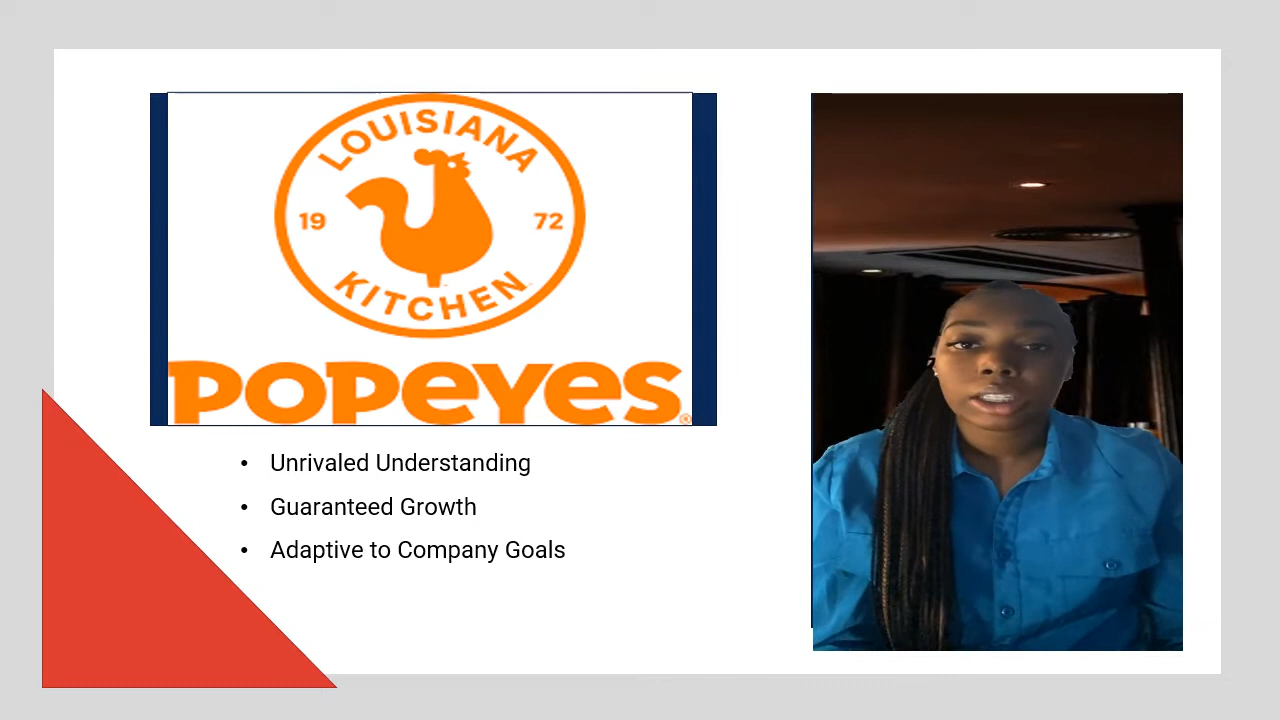 LOUISIANA
19 72
KITCHEN
POPEYES®
• Unrivaled Understanding
• Guaranteed Growth
• Adaptive to Company Goals